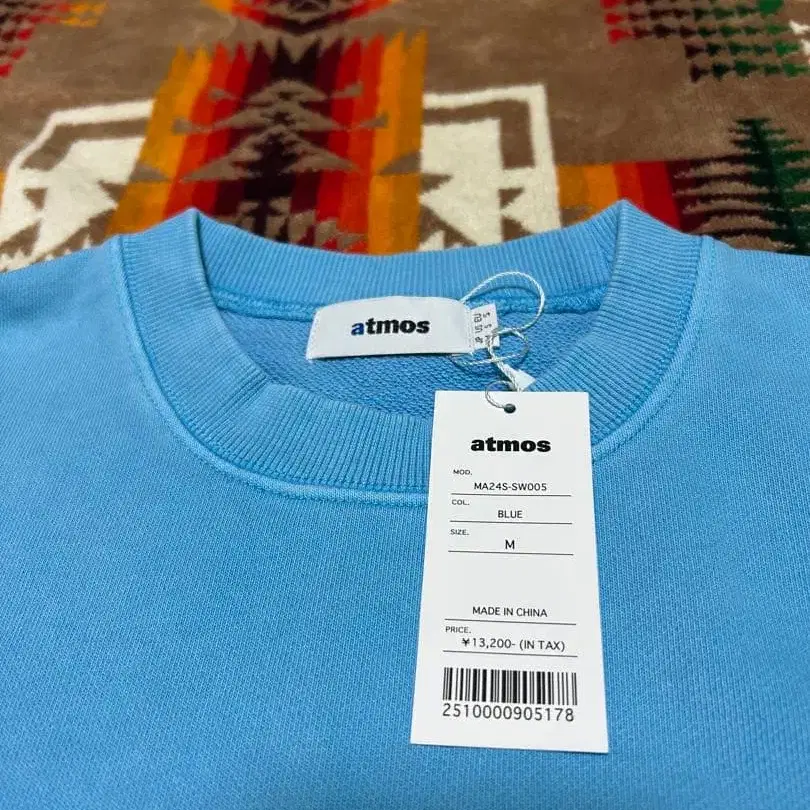 atmos
atmos
MOD.
MA24S-SW005
COL.
BLUE
SIZE.
M
MADE IN CHINA
PRICE.
¥13,200- (IN TAX)
2510000905178